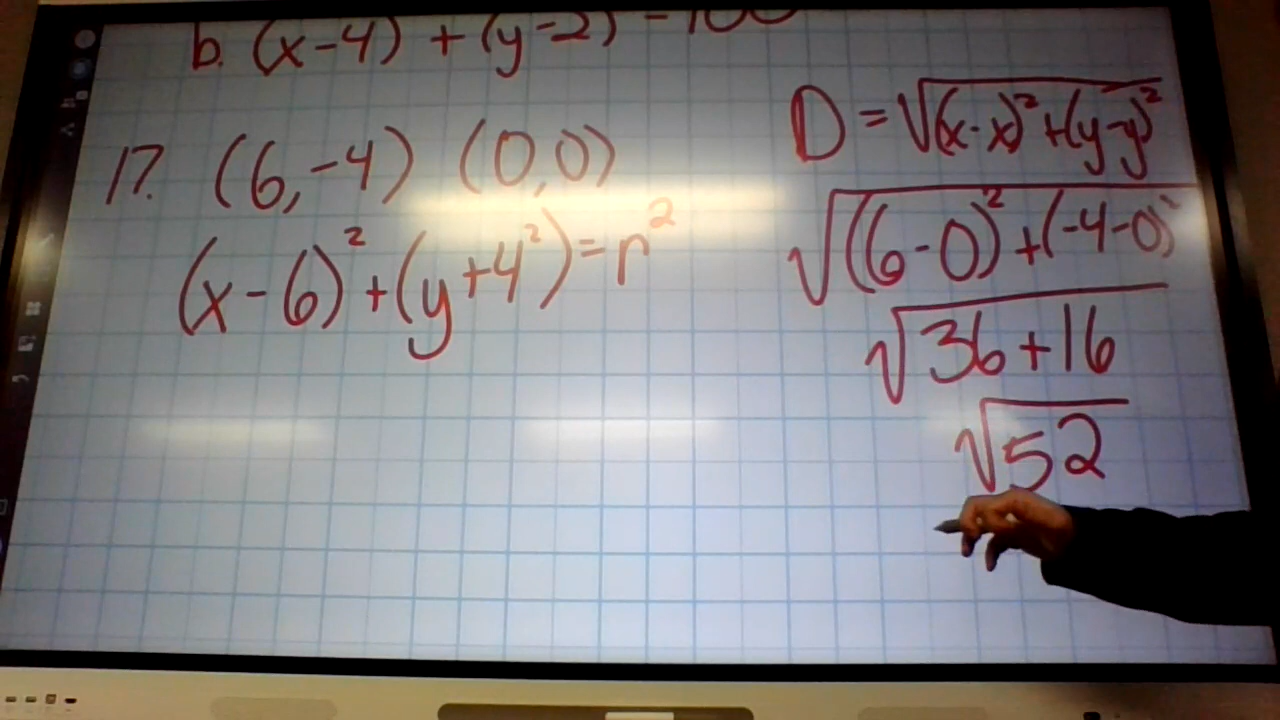 b. (x-4) + (y-2) - 100
17. (6,-4) (0,0)
(x-6)² + (y+4²) = r²
D = √(x-x)²+(y-y)²
√(6-0)²+(-4-0)²
√36+16
√52